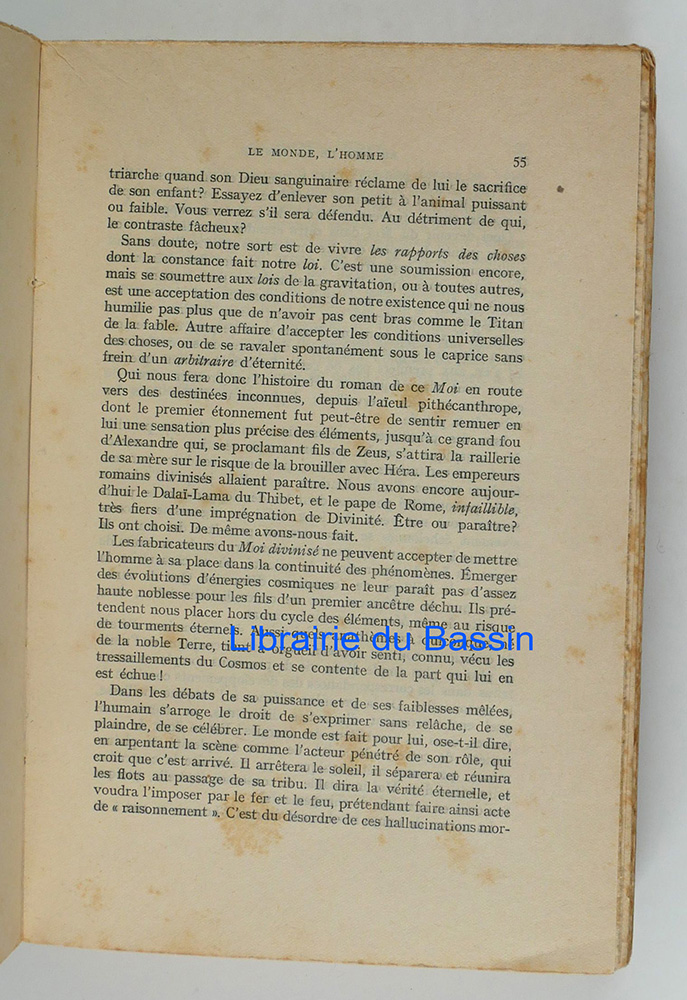 LE MONDE, L'HOMME
55
triarche quand son Dieu sanguinaire réclame de lui le sacrifice
de son enfant? Essayez d'enlever son petit à l'animal puissant
ou faible. Vous verrez s'il sera défendu. Au détriment de qui,
le contraste fâcheux?
Sans doute, notre sort est de vivre les rapports des choses
dont la constance fait notre loi. C'est une soumission encore,
mais se soumettre aux lois de la gravitation, ou à toutes autres,
est une acceptation des conditions de notre existence qui ne nous
humilie pas plus que de n'avoir pas cent bras comme le Titan
de la fable. Autre affaire d'accepter les conditions universelles
des choses, ou de se ravaler spontanément sous le caprice sans
frein d'un arbitraire d'éternité.
Qui nous fera donc l'histoire du roman de ce Moi en route
vers des destinées inconnues, depuis l'aïeul pithécanthrope,
dont le premier étonnement fut peut-être de sentir remuer en
lui une sensation plus précise des éléments, jusqu'à ce grand fou
d'Alexandre qui, se proclamant fils de Zeus, s'attira la raillerie
de sa mère sur le risque de la brouiller avec Héra. Les empereurs
romains divinisés allaient paraître. Nous avons encore aujour-
d'hui le Dalaï-Lama du Thibet, et le pape de Rome, infaillible,
très fiers d'une imprégnation de Divinité. Être ou paraître?
Ils ont choisi. De même avons-nous fait.
Les fabricateurs du Moi divinisé ne peuvent accepter de mettre
l'homme à sa place dans la continuité des phénomènes. Émerger
des évolutions d'énergies cosmiques ne leur paraît pas d'assez
haute noblesse pour les fils d'un premier ancêtre déchu. Ils pré-
tendent nous placer hors du cycle des éléments, même au risque
de tourments éternels. Aussi que d'anathèmes à quiconque, né
de la noble Terre, tient à orgueil d'avoir senti, connu, vécu les
tressaillements du Cosmos et se contente de la part qui lui en
est échue!
Librairie du Bassin
Dans les débats de sa puissance et de ses faiblesses mêlées,
l'humain s'arroge le droit de s'exprimer sans relâche, de se
plaindre, de se célébrer. Le monde est fait pour lui, ose-t-il dire,
en arpentant la scène comme l'acteur pénétré de son rôle, qui
croit que c'est arrivé. Il arrêtera le soleil, il séparera et réunira
les flots au passage de sa tribu. Il dira la vérité éternelle, et
voudra l'imposer par le fer et le feu, prétendant faire ainsi acte
de « raisonnement ». C'est du désordre de ces hallucinations mor-